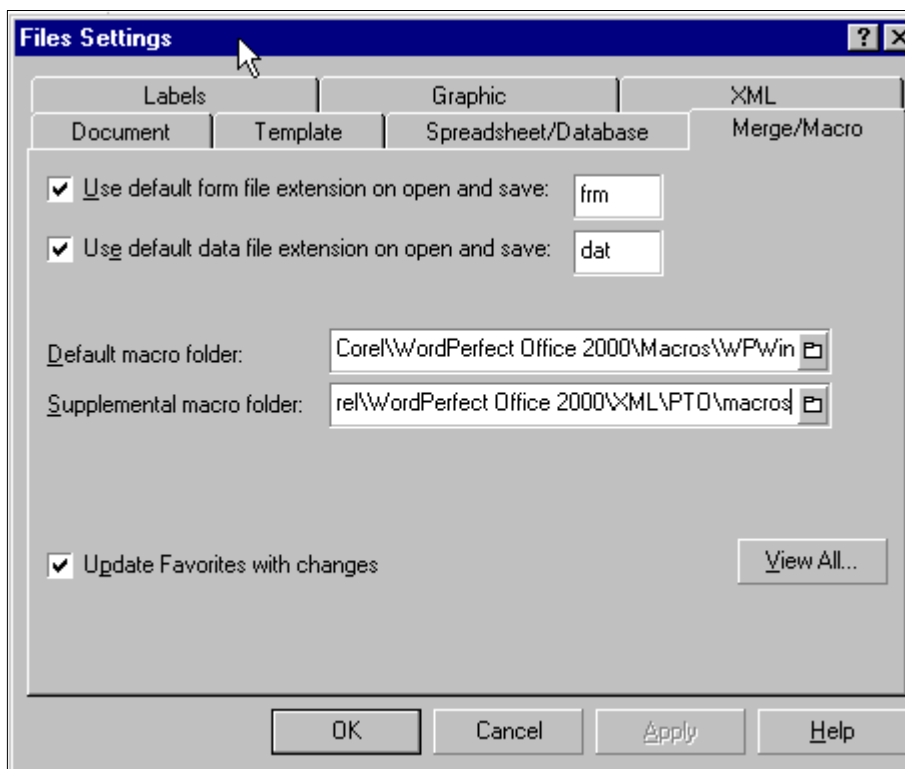 Files Settings
Labels Graphic XML
Document Template Spreadsheet/Database Merge/Macro
Use default form file extension on open and save: frm
Use default data file extension on open and save: dat
Default macro folder: Corel\WordPerfect Office 2000\Macros\WPWin
Supplemental macro folder: rel\WordPerfect Office 2000\XML\PTO\macros
Update Favorites with changes View All...
OK Cancel Apply Help